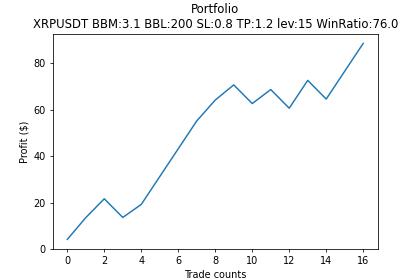 Portfolio
XRPUSDT BBM:3.1 BBL:200 SL:0.8 TP:1.2 lev:15 WinRatio:76.0
80
60
40
20
0
Profit ($)
0 2 4 6 8 10 12 14 16
Trade counts